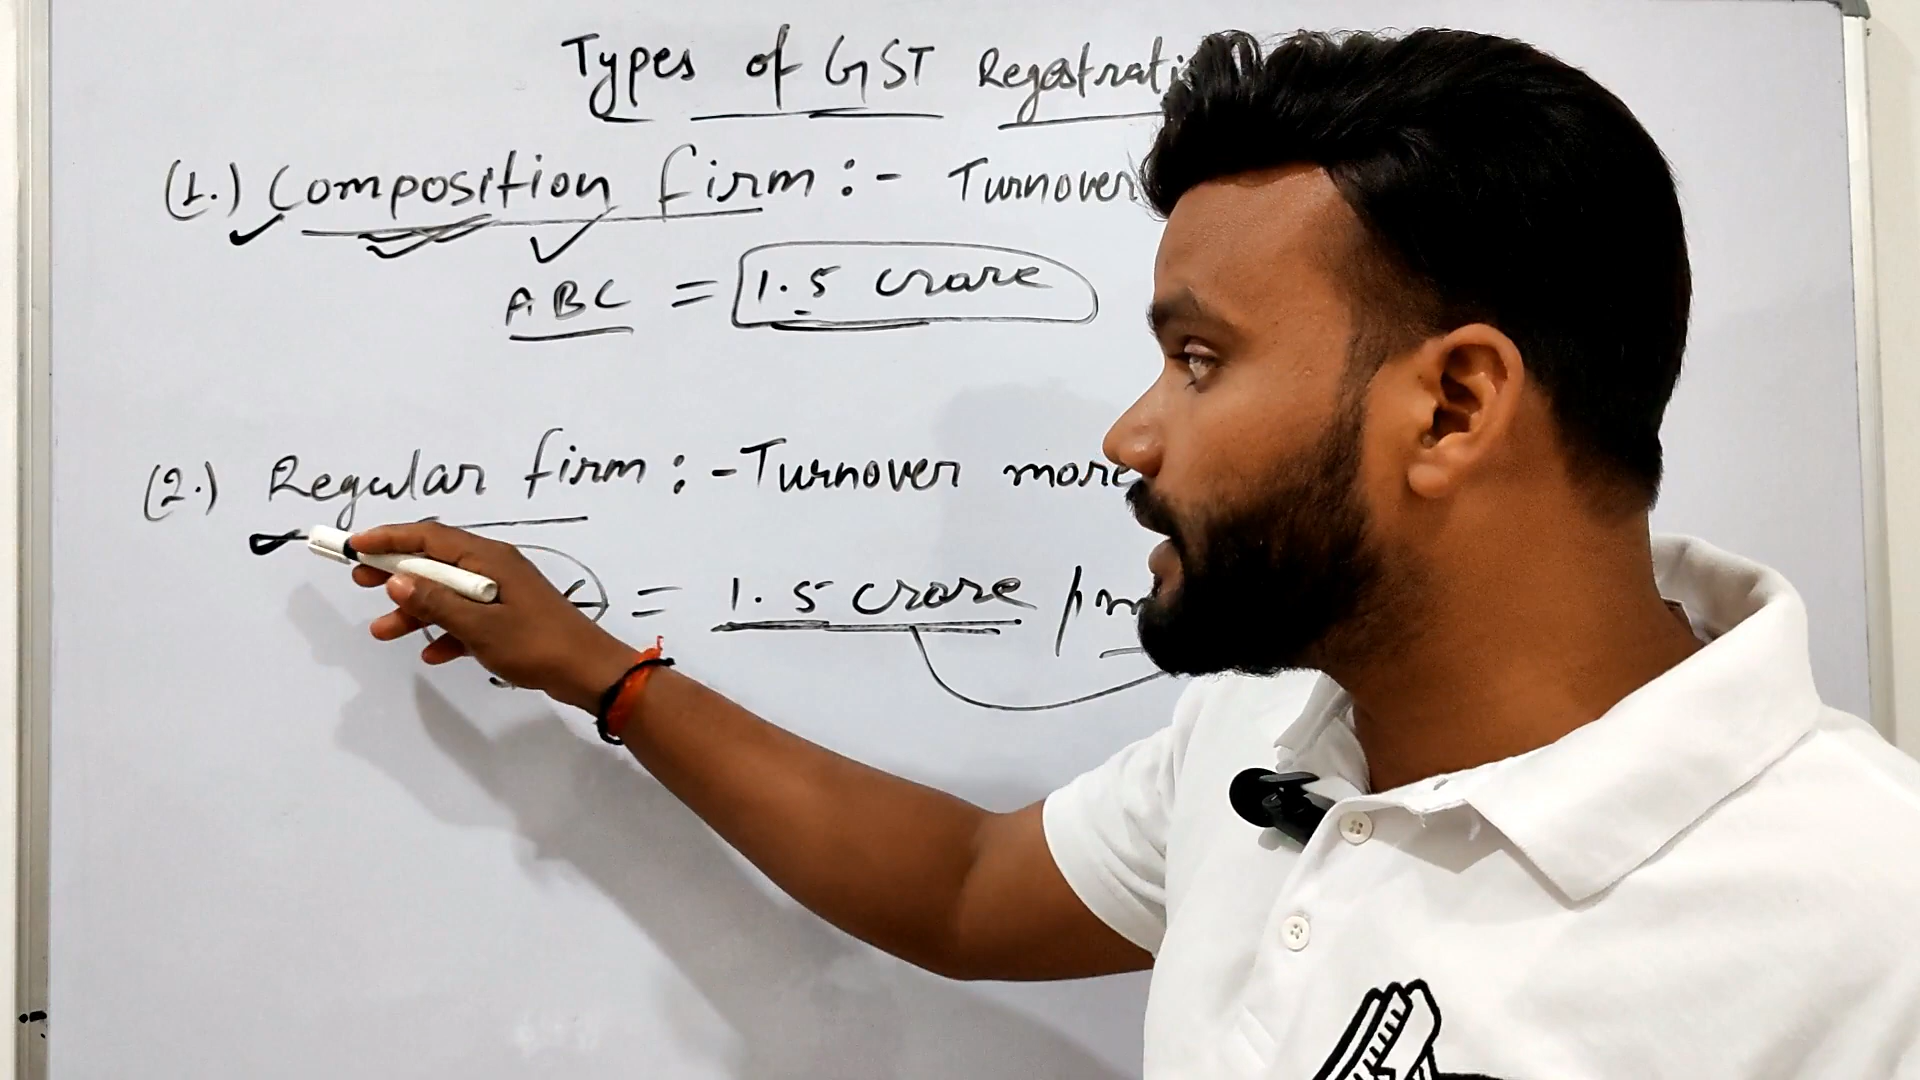 Types of GST Regestrati
(1.) Composition firm :- Turnover
ABC = 1.5 crore
(2.) Regular firm :- Turnover more
= 1.5 crore